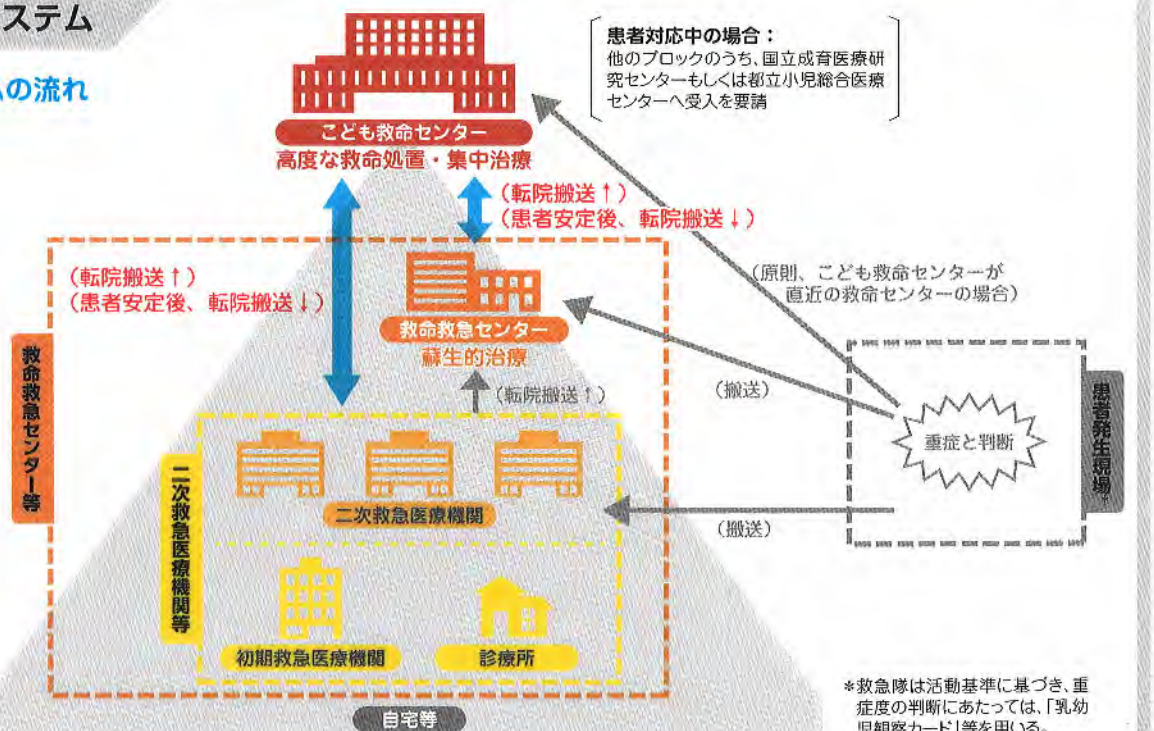 ステム
の流れ
患者対応中の場合：
他のブロックのうち、国立成育医療研
究センターもしくは都立小児総合医療
センターへ受入を要請
こども救命センター
高度な救命処置・集中治療
（転院搬送↑）
（患者安定後、転院搬送↓）
（転院搬送↑）
（患者安定後、転院搬送↓）
（原則、こども救命センターが
直近の救命センターの場合）
救命救急センター
蘇生的治療
（転院搬送↑）
（搬送）
重症と判断
患者発生現場*
救命救急センター等
二次救急医療機関等
二次救急医療機関
（搬送）
初期救急医療機関
診療所
自宅等
*救急隊は活動基準に基づき、重
症度の判断にあたっては、「乳幼
児観察カード」等を用いる。